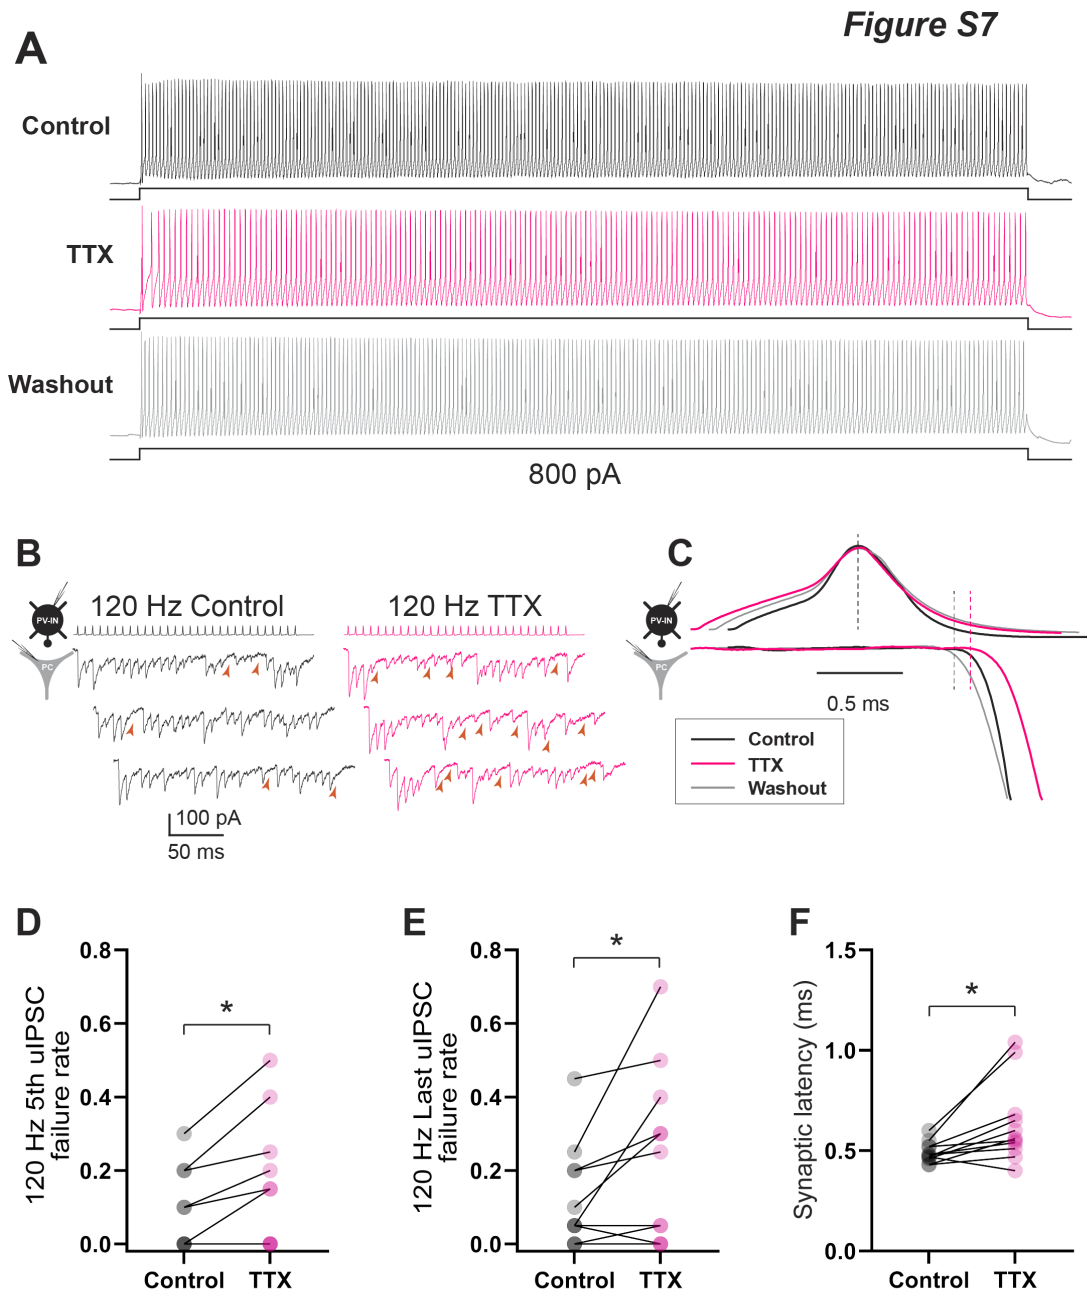 Figure S7
A
Control
TTX
Washout
800 pA
B
120 Hz Control
120 Hz TTX
PV-IN
PC
100 pA
50 ms
C
PV-IN
PC
0.5 ms
Control
TTX
Washout
D
120 Hz 5th uIPSC
failure rate
0.8
0.6
0.4
0.2
0.0
*
Control TTX
E
120 Hz Last uIPSC
failure rate
0.8
0.6
0.4
0.2
0.0
*
Control TTX
F
Synaptic latency (ms)
1.5
1.0
0.5
0.0
*
Control TTX